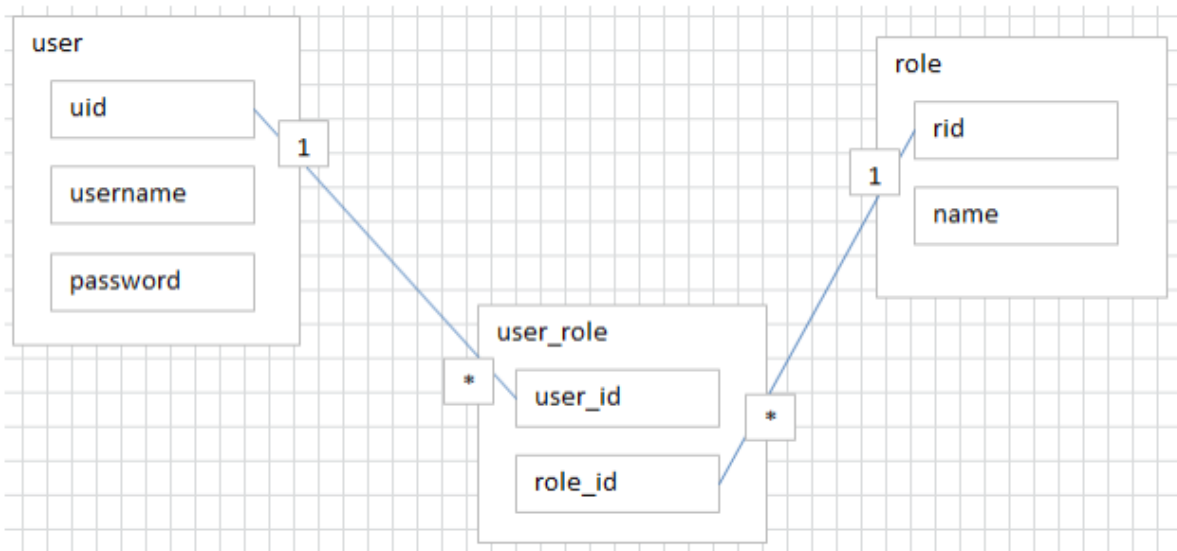 user
uid
1
username
password
role
rid
1
name
user_role
*
user_id
*
role_id